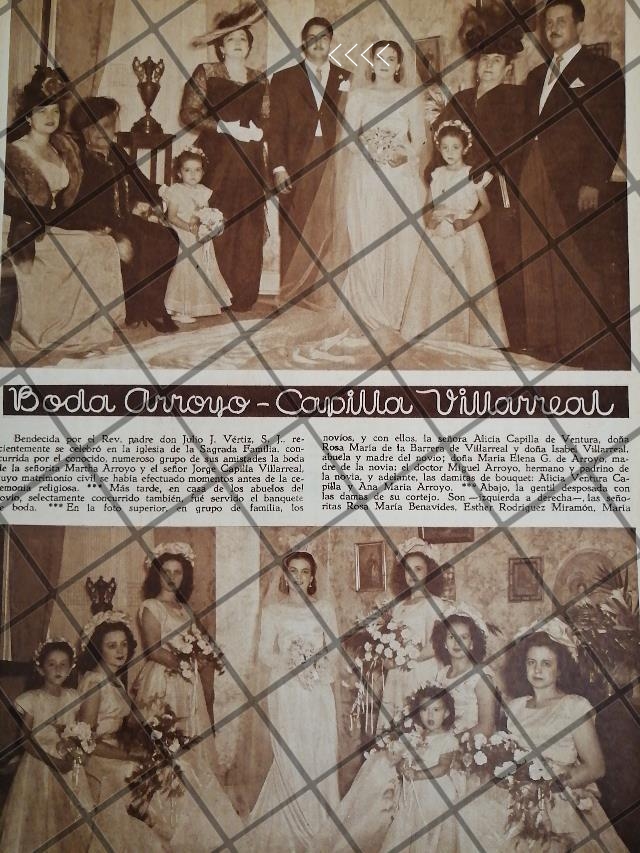 <<<<
Boda Arroyo - Capilla Villarreal
Bendecida por el Rev. padre don Julio J. Vértiz, S. J., re-
cientemente se celebró en la iglesia de la Sagrada Familia, con-
currida por el conocido, numeroso grupo de sus amistades la boda
de la señorita Martha Arroyo y el señor Jorge Capilla Villarreal,
cuyo matrimonio civil se había efectuado momentos antes de la ce-
remonia religiosa. *** Más tarde, en casa de los abuelos del
novio, selectamente concurrido también, fue servido el banquete
de boda. *** En la foto superior, en grupo de familia, los
novios, y con ellos, la señora Alicia Capilla de Ventura, doña
Rosa María de la Barrera de Villarreal y doña Isabel Villarreal,
abuela y madre del novio; doña María Elena G. de Arroyo, ma-
dre de la novia; el doctor Miguel Arroyo, hermano y padrino de
la novia, y adelante, las damitas de bouquet: Alicia Ventura Ca-
pilla y Ana María Arroyo. *** Abajo, la gentil desposada con
las damas de su cortejo. Son —izquierda a derecha—, las seño-
ritas Rosa María Benavides, Esther Rodríguez Miramón, María